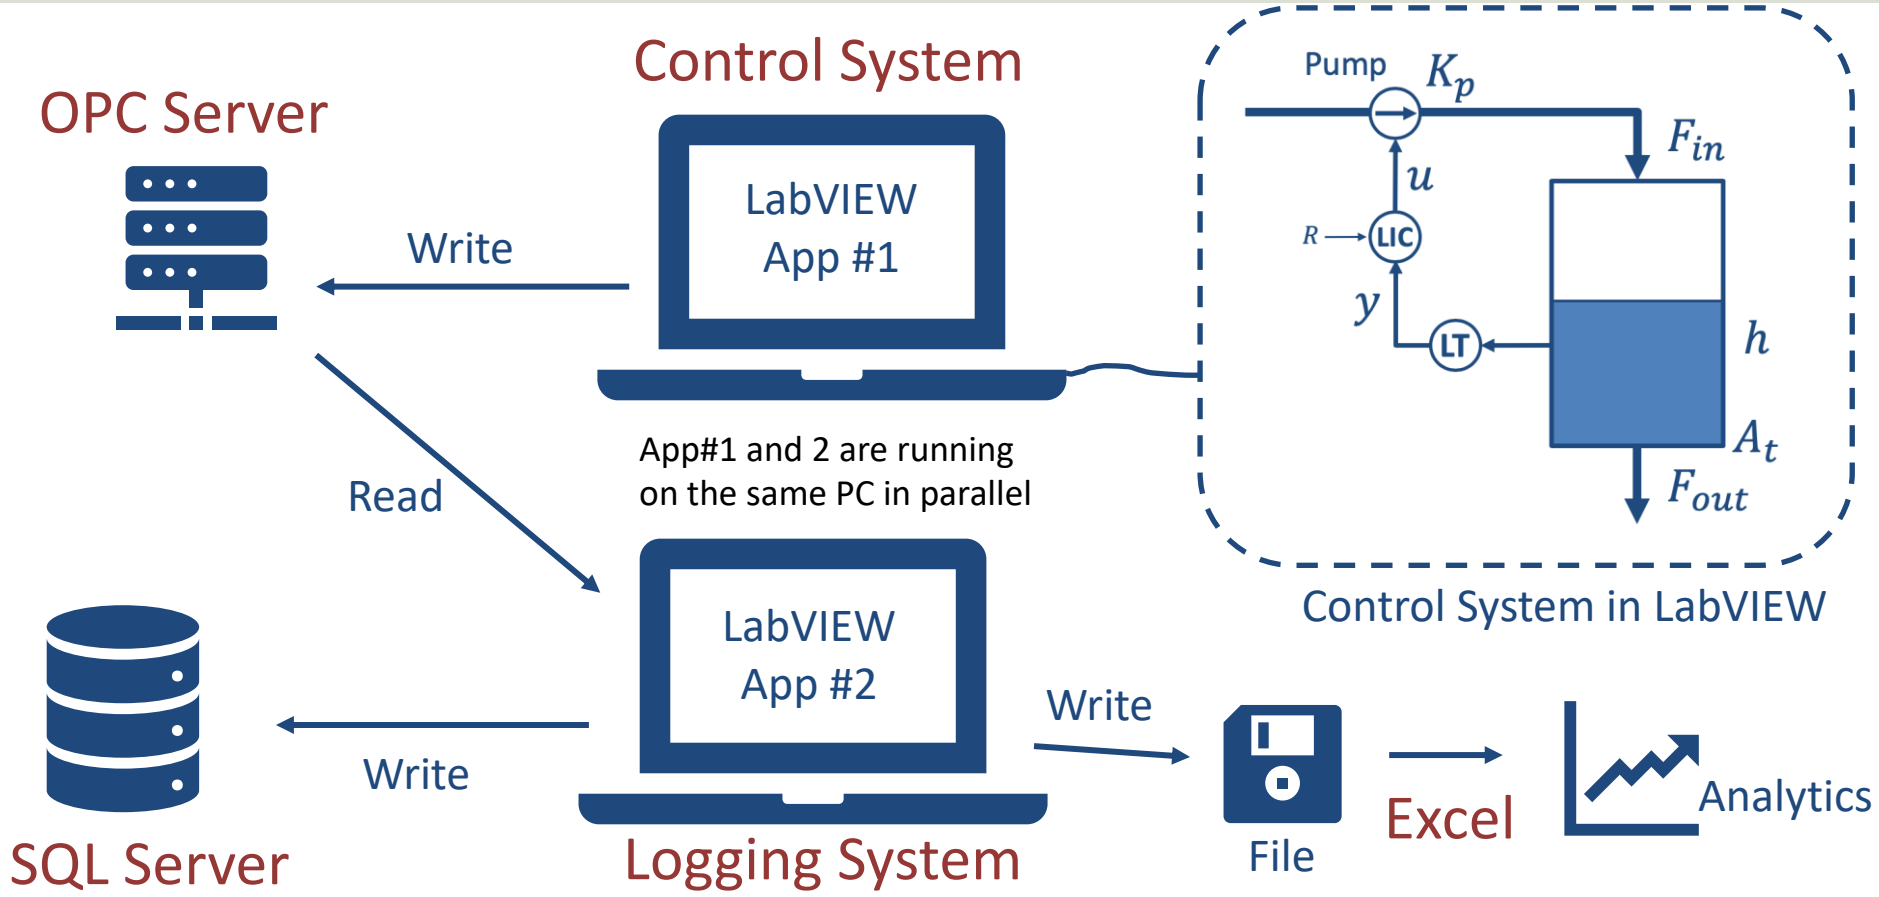 OPC Server
Control System
LabVIEW
App #1
Write
Read
App#1 and 2 are running
on the same PC in parallel
Pump
K_p
F_in
u
R
LIC
y
LT
h
A_t
F_out
Control System in LabVIEW
LabVIEW
App #2
Write
Write
SQL Server
Logging System
File
Excel
Analytics